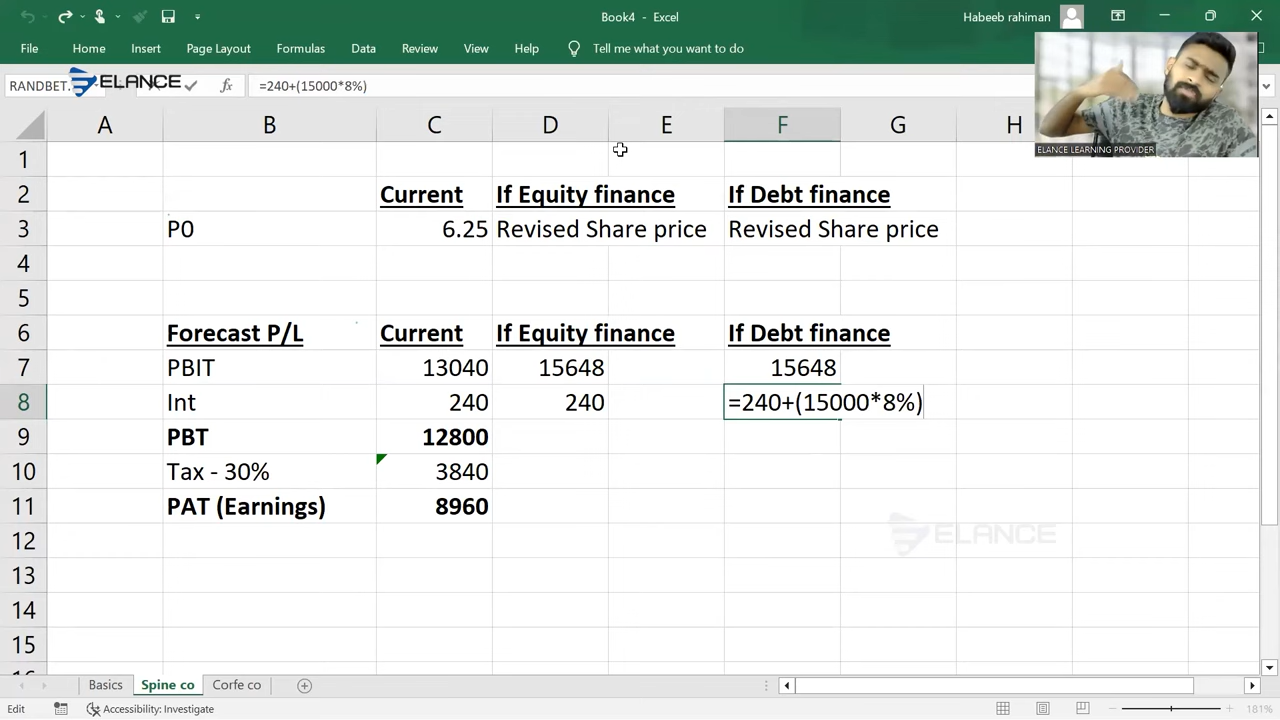 Book4 - Excel
Habeeb rahiman
File Home Insert Page Layout Formulas Data Review View Help Tell me what you want to do
RANDBET. ELANCE fx =240+(15000*8%)
ELANCE LEARNING PROVIDER
A B C D E F G H
1
2 Current If Equity finance If Debt finance
3 P0 6.25 Revised Share price Revised Share price
4
5
6 Forecast P/L Current If Equity finance If Debt finance
7 PBIT 13040 15648 15648
8 Int 240 240 =240+(15000*8%)
9 PBT 12800
10 Tax - 30% 3840
11 PAT (Earnings) 8960
12
ELANCE
13
14
15
Basics Spine co Corfe co
Edit Accessibility: Investigate 181%